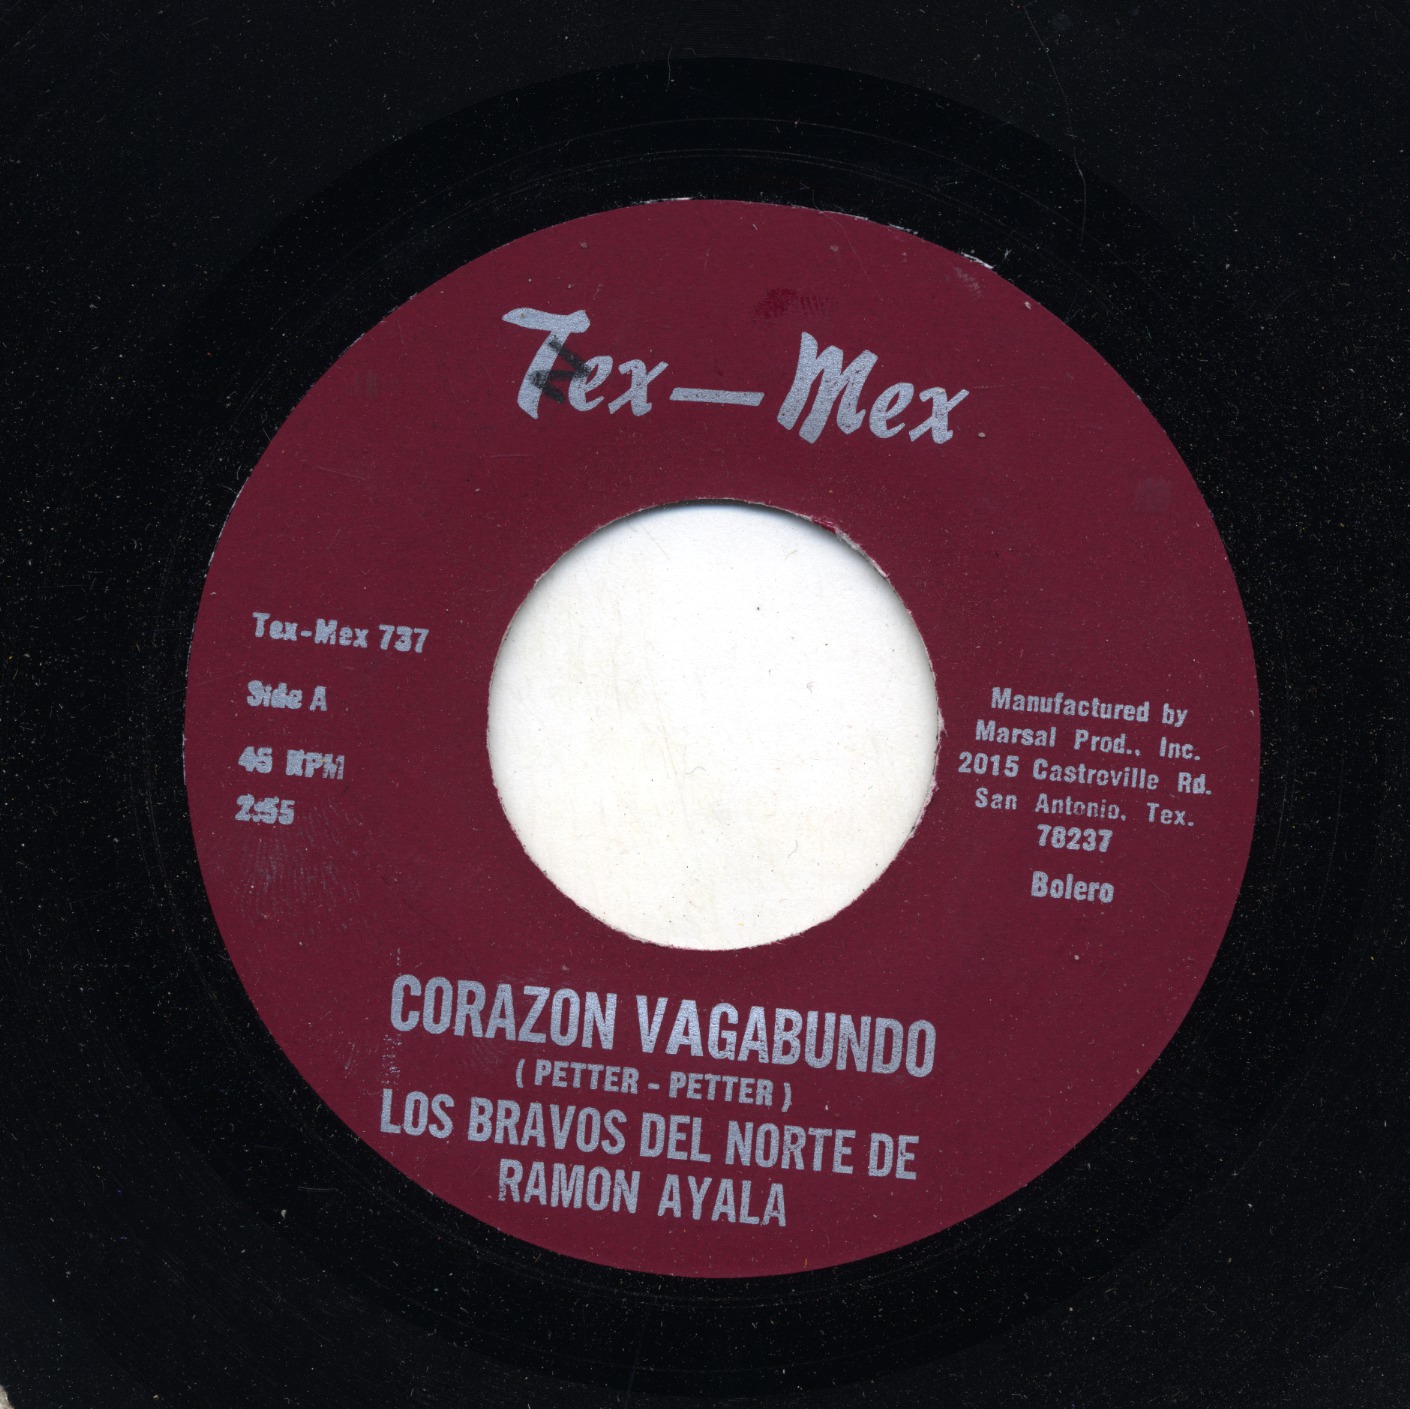 Tex-Mex
N
Tex-Mex 737
Side A
45 RPM
2:55
Manufactured by
Marsal Prod., Inc.
2015 Castroville Rd.
San Antonio, Tex.
78237
Bolero
CORAZON VAGABUNDO
( PETTER - PETTER )
LOS BRAVOS DEL NORTE DE
RAMON AYALA